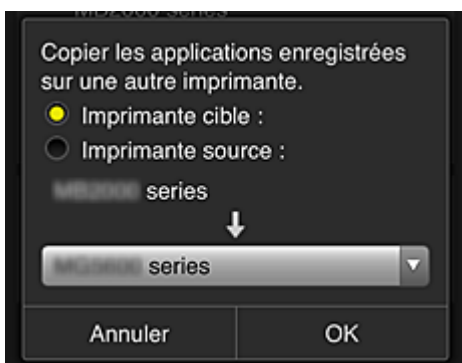 Copier les applications enregistrées
sur une autre imprimante.
Imprimante cible :
Imprimante source :
series
series
Annuler
OK